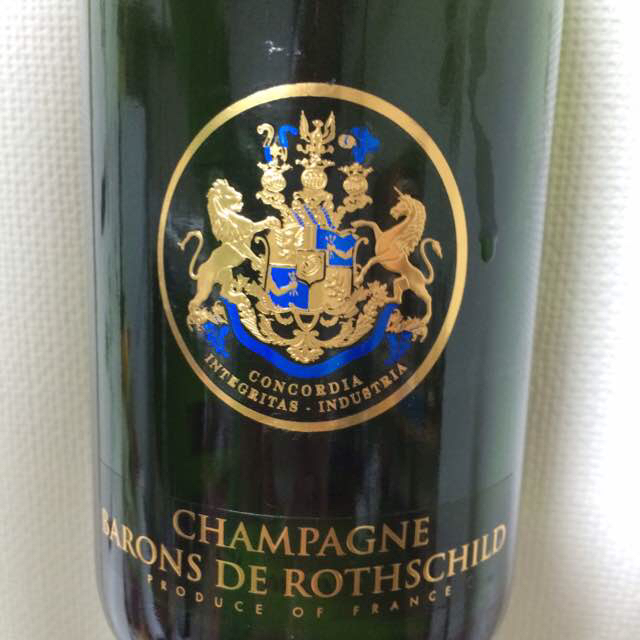 CONCORDIA
INTEGRITAS - INDUSTRIA
CHAMPAGNE
BARONS DE ROTHSCHILD
PRODUCE OF FRANCE